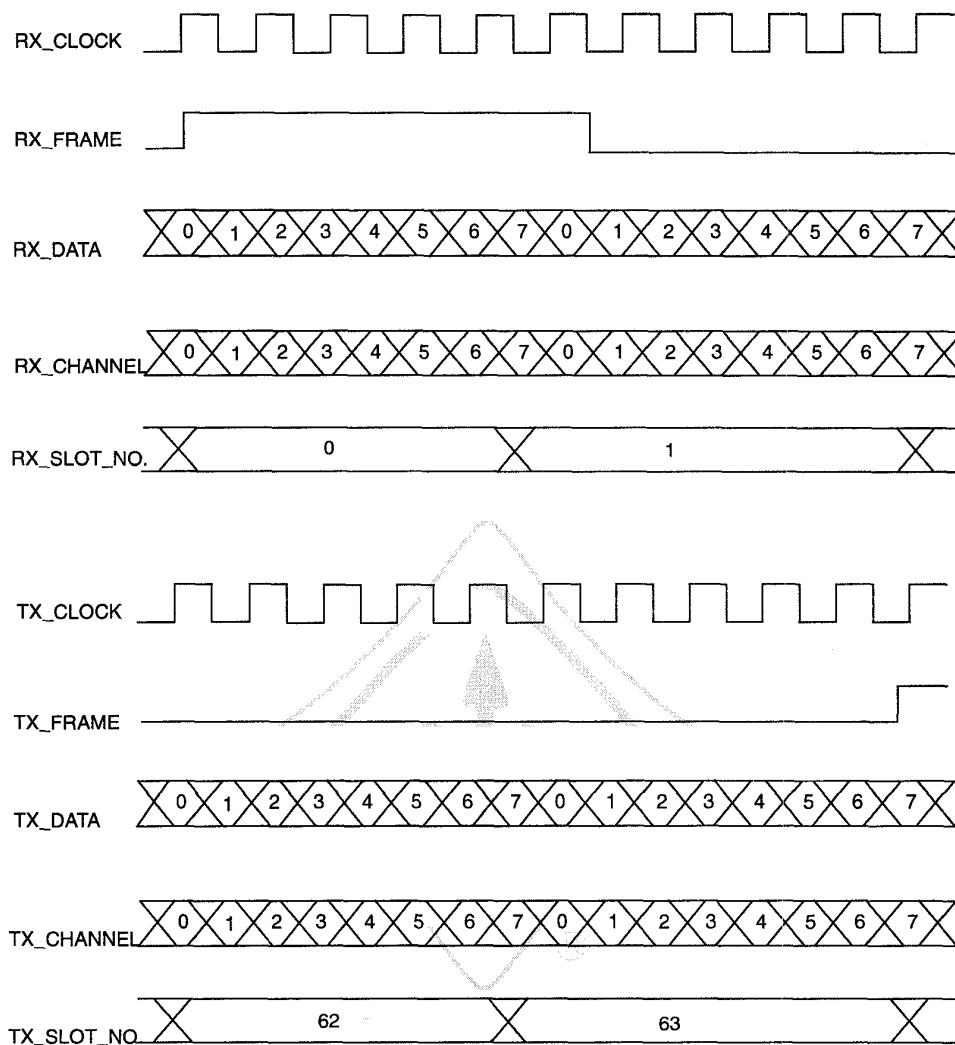 RX_CLOCK
RX_FRAME
RX_DATA 0 1 2 3 4 5 6 7 0 1 2 3 4 5 6 7
RX_CHANNEL 0 1 2 3 4 5 6 7 0 1 2 3 4 5 6 7
RX_SLOT_NO. 0 1
TX_CLOCK
TX_FRAME
TX_DATA 0 1 2 3 4 5 6 7 0 1 2 3 4 5 6 7
TX_CHANNEL 0 1 2 3 4 5 6 7 0 1 2 3 4 5 6 7
TX_SLOT_NO 62 63